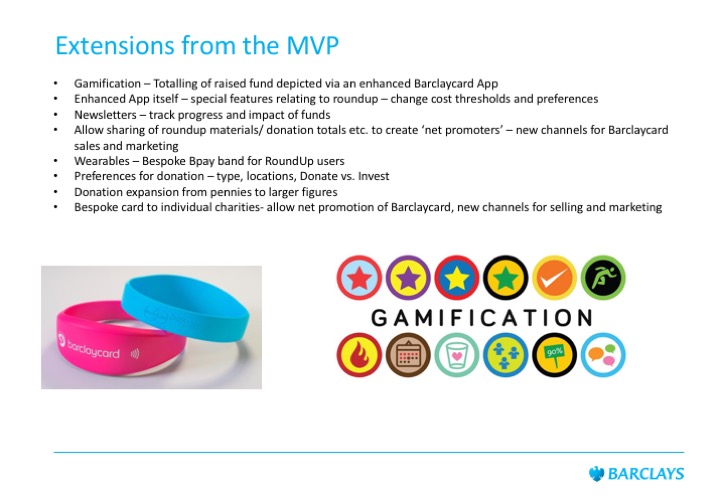 Extensions from the MVP
• Gamification – Totalling of raised fund depicted via an enhanced Barclaycard App
• Enhanced App itself – special features relating to roundup – change cost thresholds and preferences
• Newsletters – track progress and impact of funds
• Allow sharing of roundup materials/ donation totals etc. to create ‘net promoters’ – new channels for Barclaycard
sales and marketing
• Wearables – Bespoke Bpay band for RoundUp users
• Preferences for donation – type, locations, Donate vs. Invest
• Donation expansion from pennies to larger figures
• Bespoke card to individual charities- allow net promotion of Barclaycard, new channels for selling and marketing
barclaycard
GAMIFICATION
90%
BARCLAYS